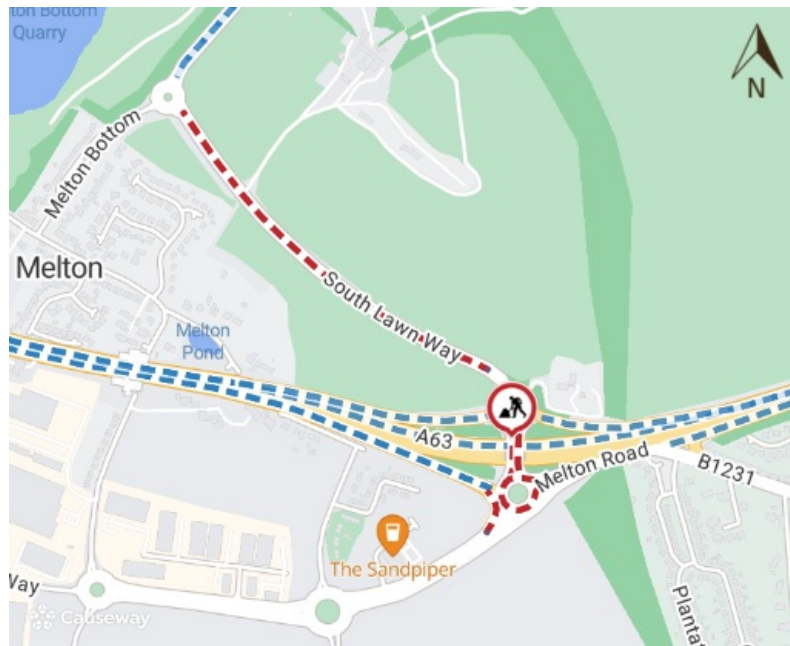 ton Bottom
Quarry
N
Melton Bottom
Melton
South Lawn Way
Melton
Pond
A63
Melton Road
B1231
The Sandpiper
Way
Plantat
Causeway